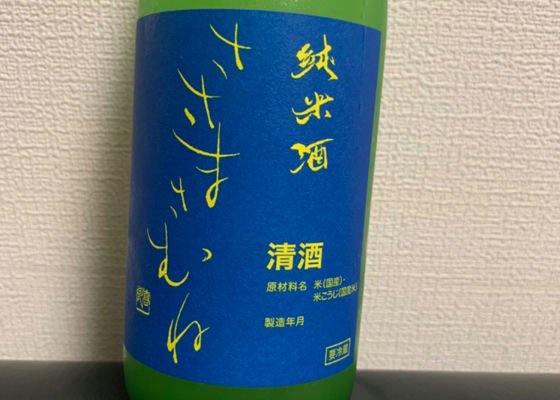 純米酒
ささまさむね
清酒
原材料名 米(国産)・
米こうじ(国産米)
製造年月
要冷蔵